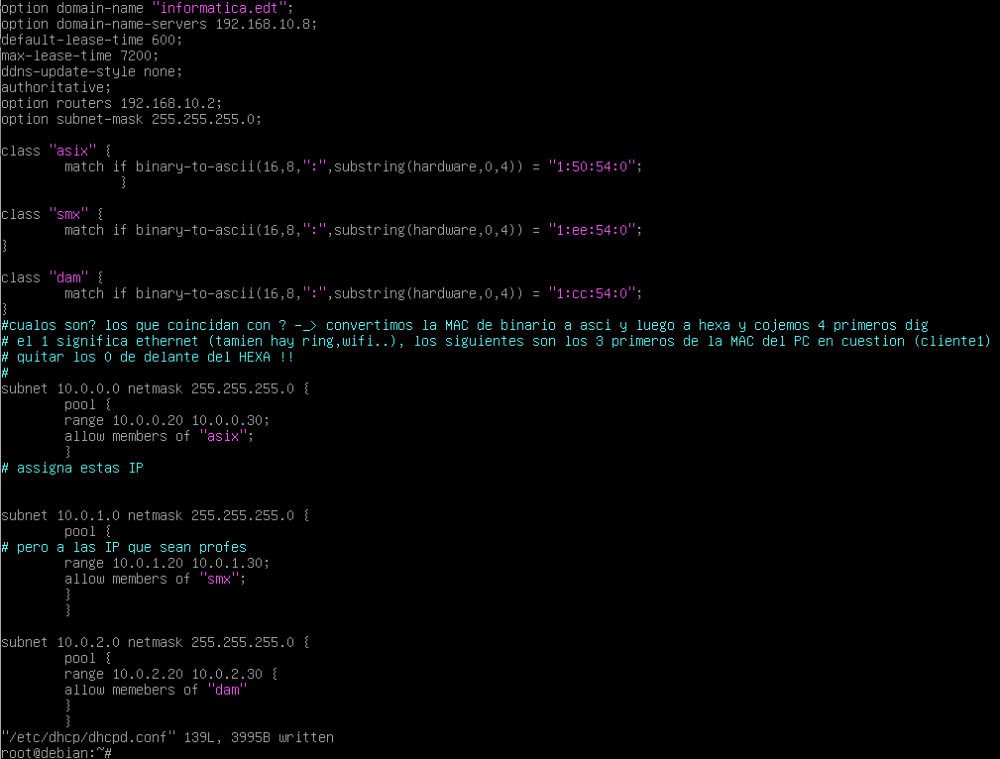 option domain-name "informatica.edt";
option domain-name-servers 192.168.10.8;
default-lease-time 600;
max-lease-time 7200;
ddns-update-style none;
authoritative;
option routers 192.168.10.2;
option subnet-mask 255.255.255.0;

class "asix" {
        match if binary-to-ascii(16,8,":",substring(hardware,0,4)) = "1:50:54:0";
               }

class "smx" {
        match if binary-to-ascii(16,8,":",substring(hardware,0,4)) = "1:ee:54:0";
}

class "dam" {
        match if binary-to-ascii(16,8,":",substring(hardware,0,4)) = "1:cc:54:0";
}
#cualos son? los que coincidan con ? -_> convertimos la MAC de binario a asci y luego a hexa y cojemos 4 primeros dig
# el 1 significa ethernet (tamien hay ring,wifi..), los siguientes son los 3 primeros de la MAC del PC en cuestion (cliente1)
# quitar los 0 de delante del HEXA !!
#
subnet 10.0.0.0 netmask 255.255.255.0 {
        pool {
        range 10.0.0.20 10.0.0.30;
        allow members of "asix";
        }
# assigna estas IP


subnet 10.0.1.0 netmask 255.255.255.0 {
        pool {
# pero a las IP que sean profes
        range 10.0.1.20 10.0.1.30;
        allow members of "smx";
        }
        }

subnet 10.0.2.0 netmask 255.255.255.0 {
        pool {
        range 10.0.2.20 10.0.2.30 {
        allow memebers of "dam"
        }
        }
"/etc/dhcp/dhcpd.conf" 139L, 3995B written
root@debian:~#